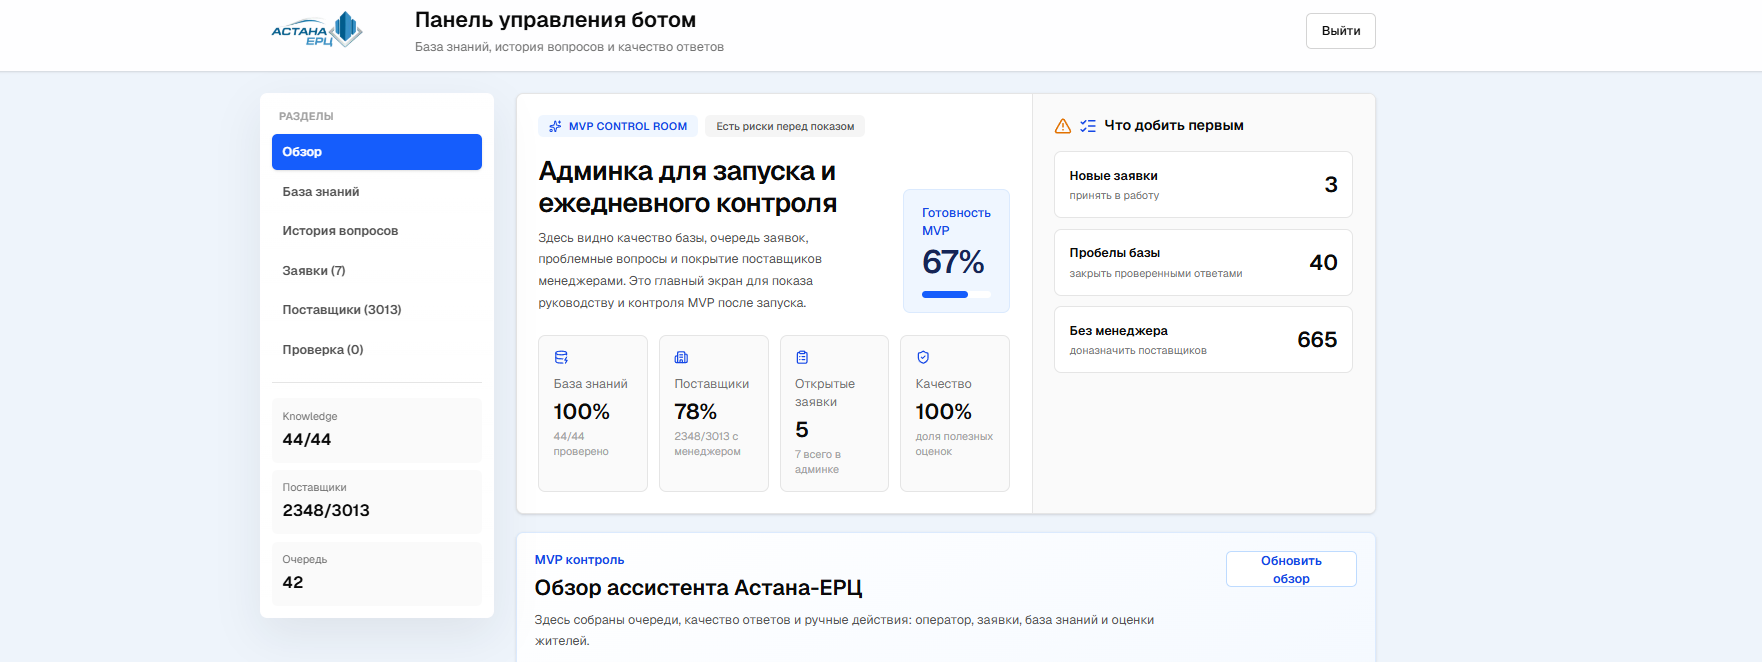 АСТАНА
ЕРЦ
Панель управления ботом
База знаний, история вопросов и качество ответов
Выйти
РАЗДЕЛЫ
Обзор
База знаний
История вопросов
Заявки (7)
Поставщики (3013)
Проверка (0)
Knowledge
44/44
Поставщики
2348/3013
Очередь
42
MVP CONTROL ROOM
Есть риски перед показом
Админка для запуска и
ежедневного контроля
Здесь видно качество базы, очередь заявок,
проблемные вопросы и покрытие поставщиков
менеджерами. Это главный экран для показа
руководству и контроля MVP после запуска.
Готовность
MVP
67%
База знаний
100%
44/44
проверено
Поставщики
78%
2348/3013 с
менеджером
Открытые
заявки
5
7 всего в
админке
Качество
100%
доля полезных
оценок
Что добить первым
Новые заявки
принять в работу
3
Пробелы базы
закрыть проверенными ответами
40
Без менеджера
доназначить поставщиков
665
MVP контроль
Обзор ассистента Астана-ЕРЦ
Здесь собраны очереди, качество ответов и ручные действия: оператор, заявки, база знаний и оценки
жителей.
Обновить
обзор